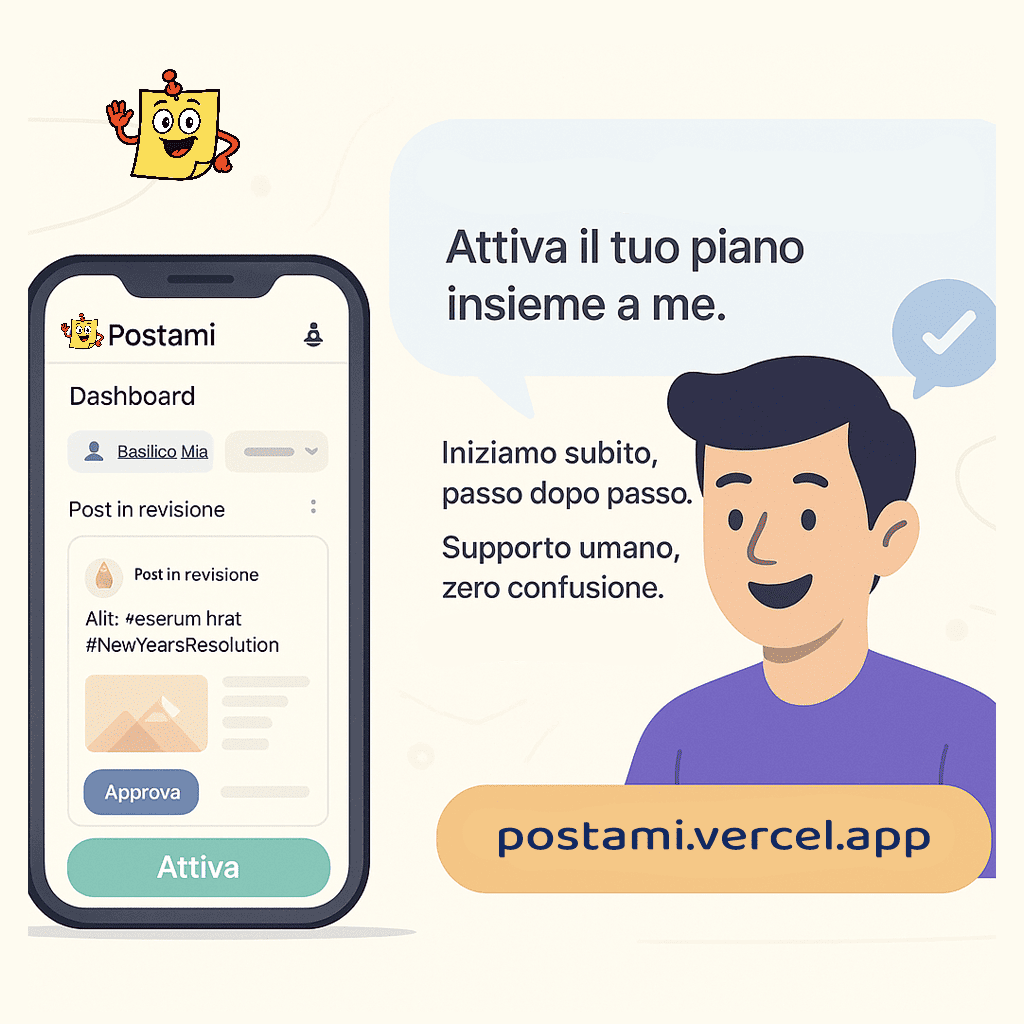 Attiva il tuo piano
insieme a me.
Postami
Dashboard
Basilico Mia
Post in revisione
Post in revisione
Alit: #eserum hrat
#NewYearsResolution
Approva
Attiva
Iniziamo subito,
passo dopo passo.
Supporto umano,
zero confusione.
postami.vercel.app